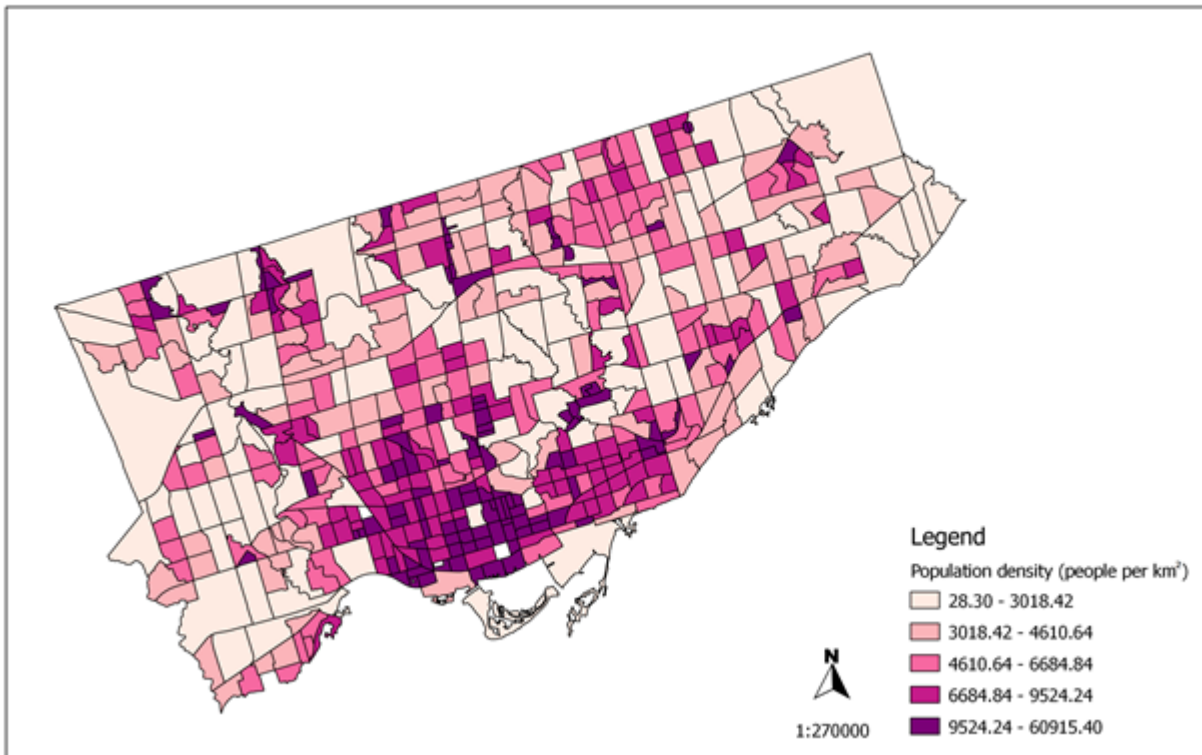 Legend
Population density (people per km²)
28.30 - 3018.42
3018.42 - 4610.64
4610.64 - 6684.84
6684.84 - 9524.24
9524.24 - 60915.40
N
1:270000